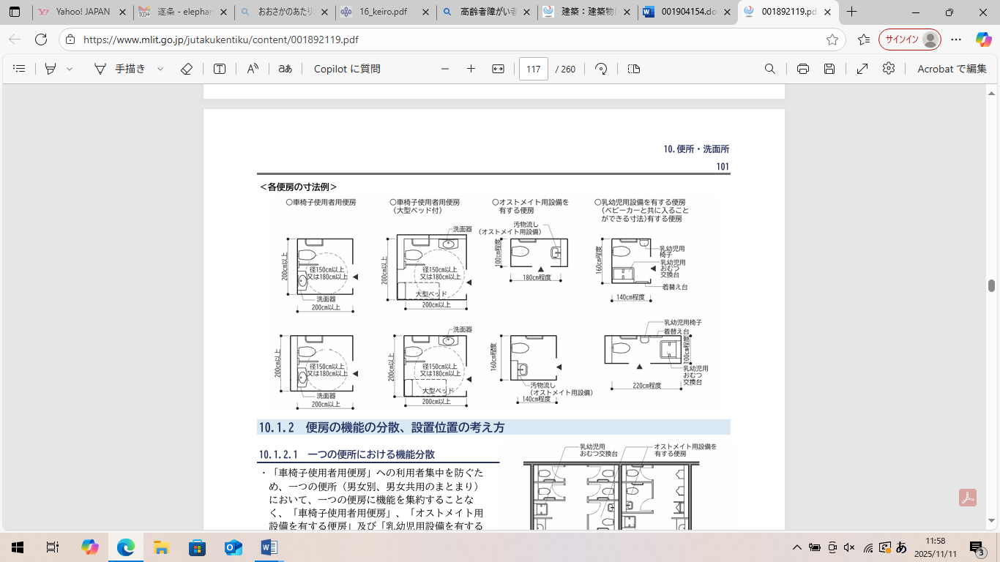 Yahoo! JAPAN
逐条 - elephan
おおさかのあたり
16_keiro.pdf
高齢者障がい者
建築：建築物
001904154.do
001892119.pd
https://www.mlit.go.jp/jutakukentiku/content/001892119.pdf
サインイン
手描き
aあ
Copilot に質問
117
/ 260
Acrobat で編集
10.便所・洗面所
101
＜各便房の寸法例＞
○車椅子使用者用便房
○車椅子使用者用便房
（大型ベッド付）
○オストメイト用設備を
有する便房
○乳幼児用設備を有する便房
（ベビーカーと共に入ること
ができる寸法)有する便房
200cm以上
径150cm以上
又は180cm以上
洗面器
200cm以上
洗面器
200cm以上
径150cm以上
又は180cm以上
大型ベッド
200cm以上
汚物流し
（オストメイト用設備）
100cm程度
180cm程度
160cm程度
乳幼児用
椅子
乳幼児用
おむつ
交換台
着替え台
140cm程度
200cm以上
径150cm以上
又は180cm以上
洗面器
200cm以上
洗面器
200cm以上
径150cm以上
又は180cm以上
大型ベッド
200cm以上
160cm程度
汚物流し
（オストメイト用設備）
140cm程度
乳幼児用椅子
着替え台
100cm程度
乳幼児用
おむつ
交換台
220cm程度
10.1.2　便房の機能の分散、設置位置の考え方
10.1.2.1　一つの便所における機能分散
・「車椅子使用者用便房」への利用者集中を防ぐた
め、一つの便所（男女別、男女共用のまとまり）
において、一つの便房に機能を集約することな
く、「車椅子使用者用便房」、「オストメイト用
設備を有する便房」及び「乳幼児用設備を有する
乳幼児用
おむつ交換台
オストメイト用設備を
有する便房
あ
11:58
2025/11/11
3